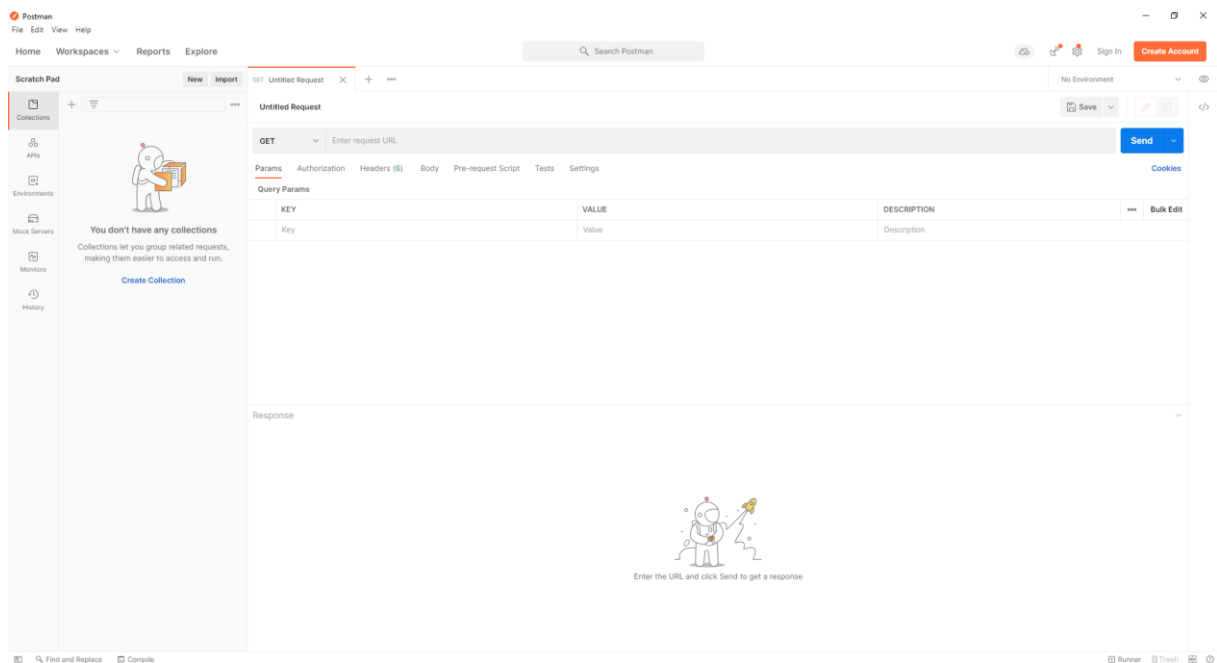 Postman
File Edit View Help
Home Workspaces Reports Explore
Search Postman
Sign In
Create Account
Scratch Pad
New
Import
GET Untitled Request
No Environment
Collections
APIs
Environments
Mock Servers
Monitors
History
You don't have any collections
Collections let you group related requests,
making them easier to access and run.
Create Collection
Untitled Request
Save
GET
Enter request URL
Send
Params Authorization Headers (6) Body Pre-request Script Tests Settings
Cookies
Query Params
KEY VALUE DESCRIPTION
Bulk Edit
Key Value Description
Response
Enter the URL and click Send to get a response
Find and Replace
Console
Runner
Trash